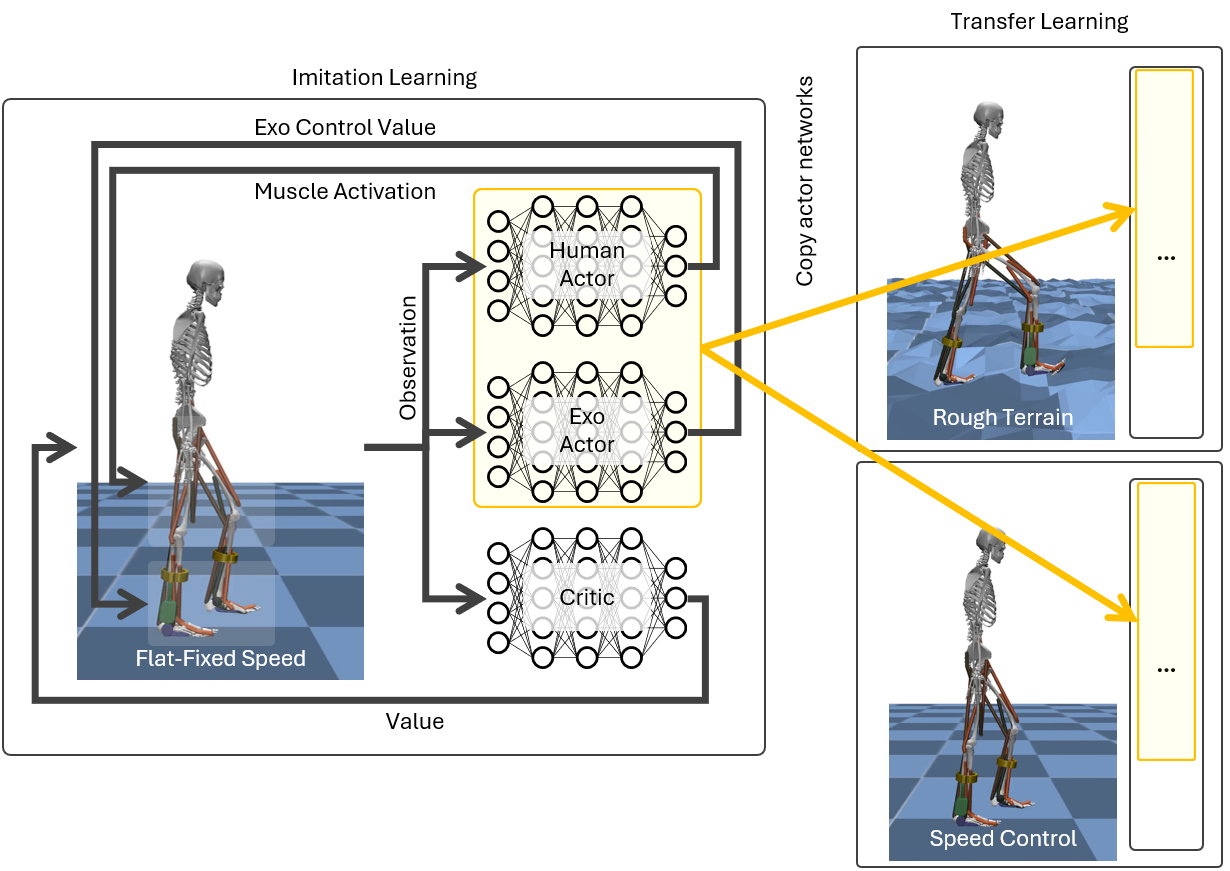 Transfer Learning
Imitation Learning
Exo Control Value
Muscle Activation
Human
Actor
Observation
Exo
Actor
Critic
Flat-Fixed Speed
Value
Copy actor networks
...
Rough Terrain
...
Speed Control